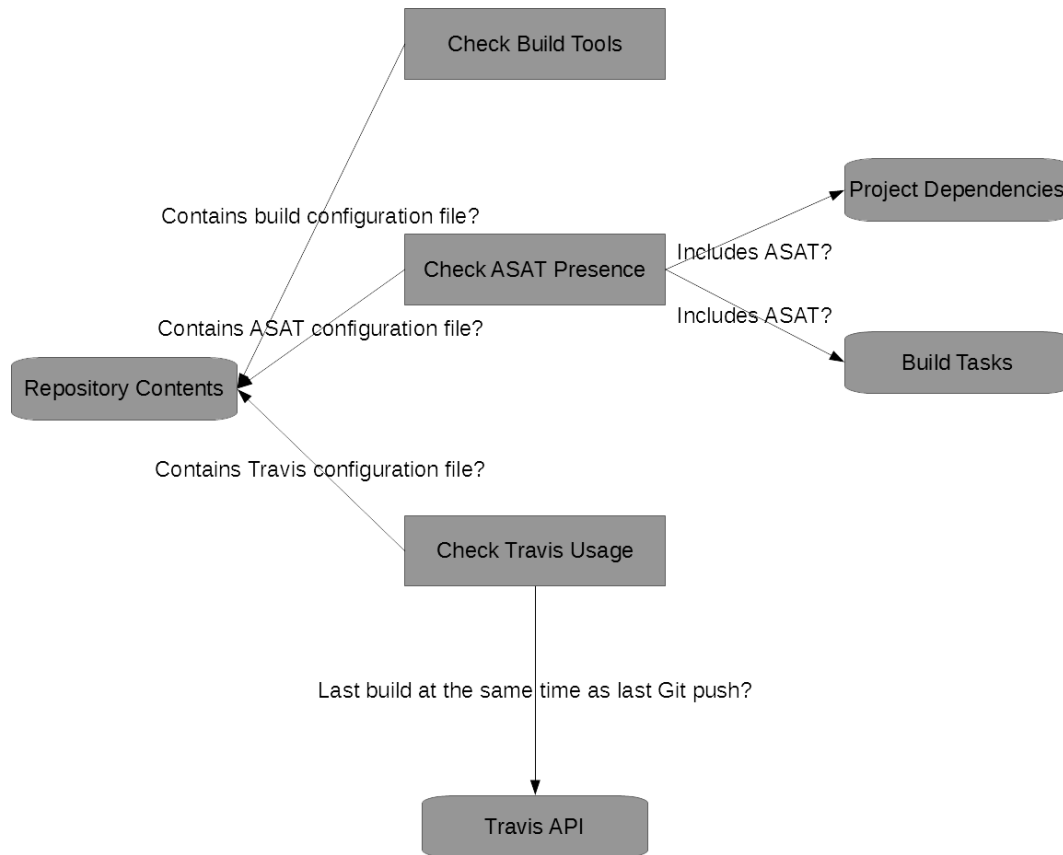 Check Build Tools
Project Dependencies
Contains build configuration file?
Includes ASAT?
Check ASAT Presence
Includes ASAT?
Contains ASAT configuration file?
Build Tasks
Repository Contents
Contains Travis configuration file?
Check Travis Usage
Last build at the same time as last Git push?
Travis API